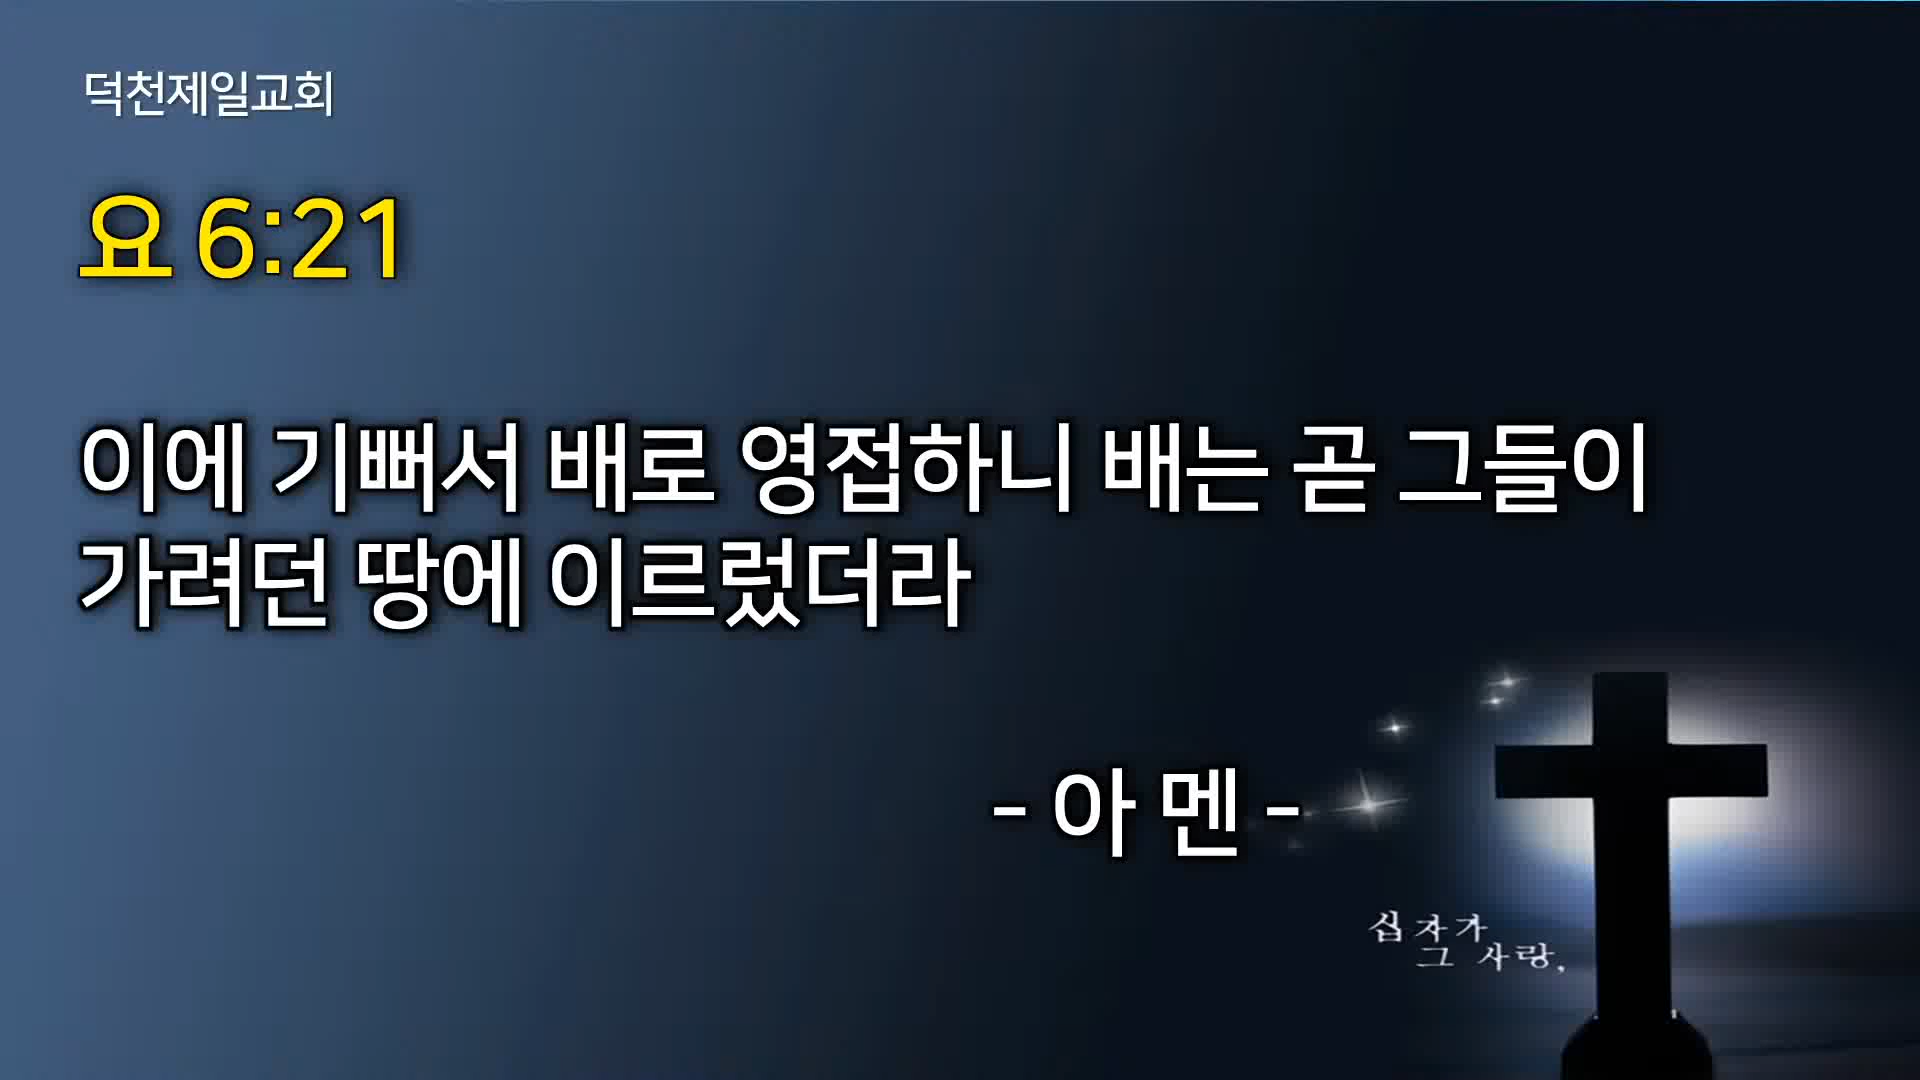 덕천제일교회
요 6:21
이에 기뻐서 배로 영접하니 배는 곧 그들이
가려던 땅에 이르렀더라
- 아 멘 -
십자가
그 사랑,